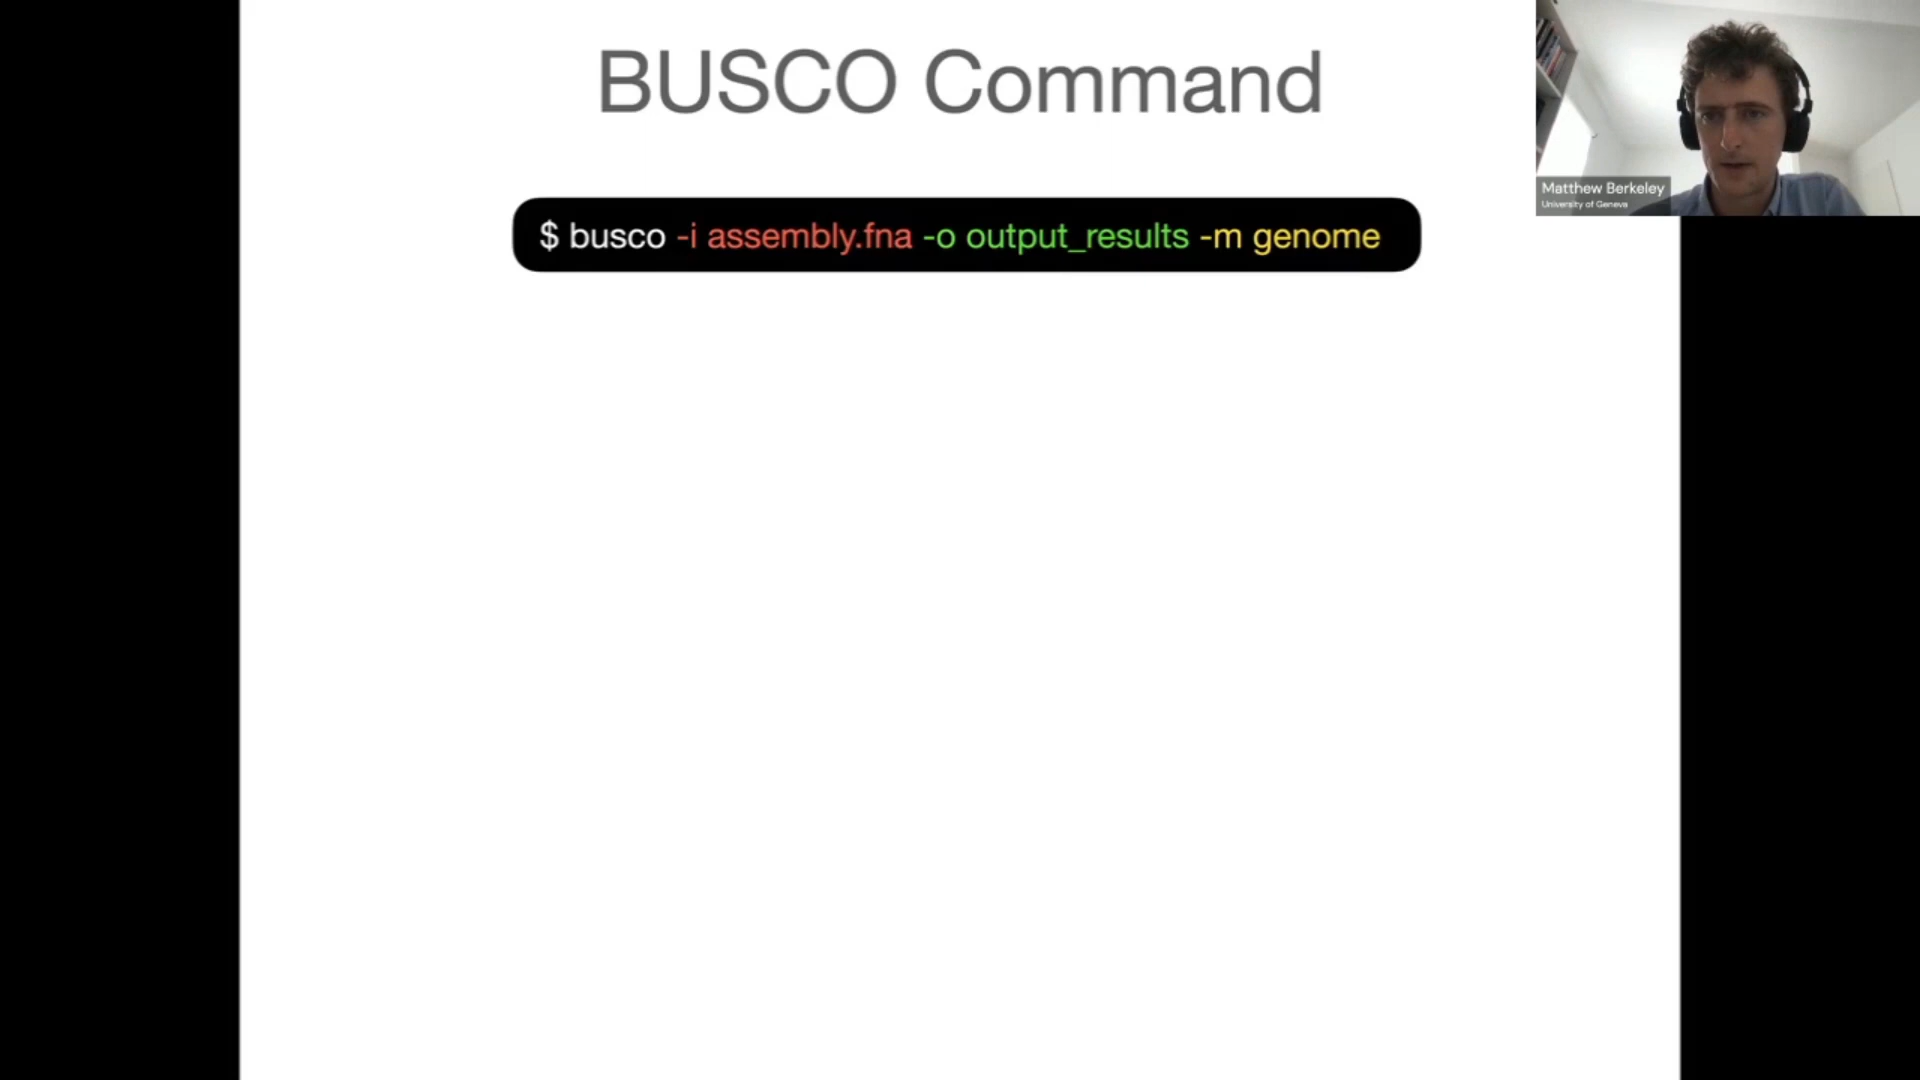 BUSCO Command
$ busco -i assembly.fna -o output_results -m genome
Matthew Berkeley
University of Geneva